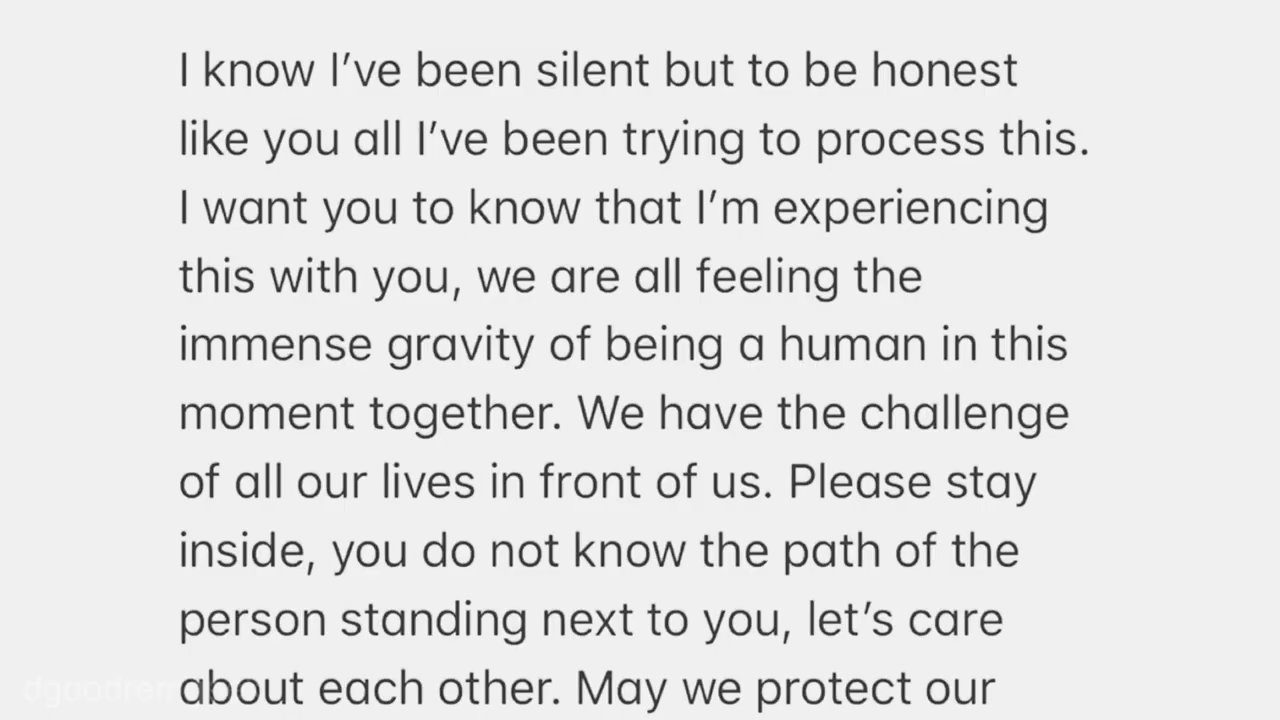 I know I’ve been silent but to be honest
like you all I’ve been trying to process this.
I want you to know that I’m experiencing
this with you, we are all feeling the
immense gravity of being a human in this
moment together. We have the challenge
of all our lives in front of us. Please stay
inside, you do not know the path of the
person standing next to you, let’s care
about each other. May we protect our